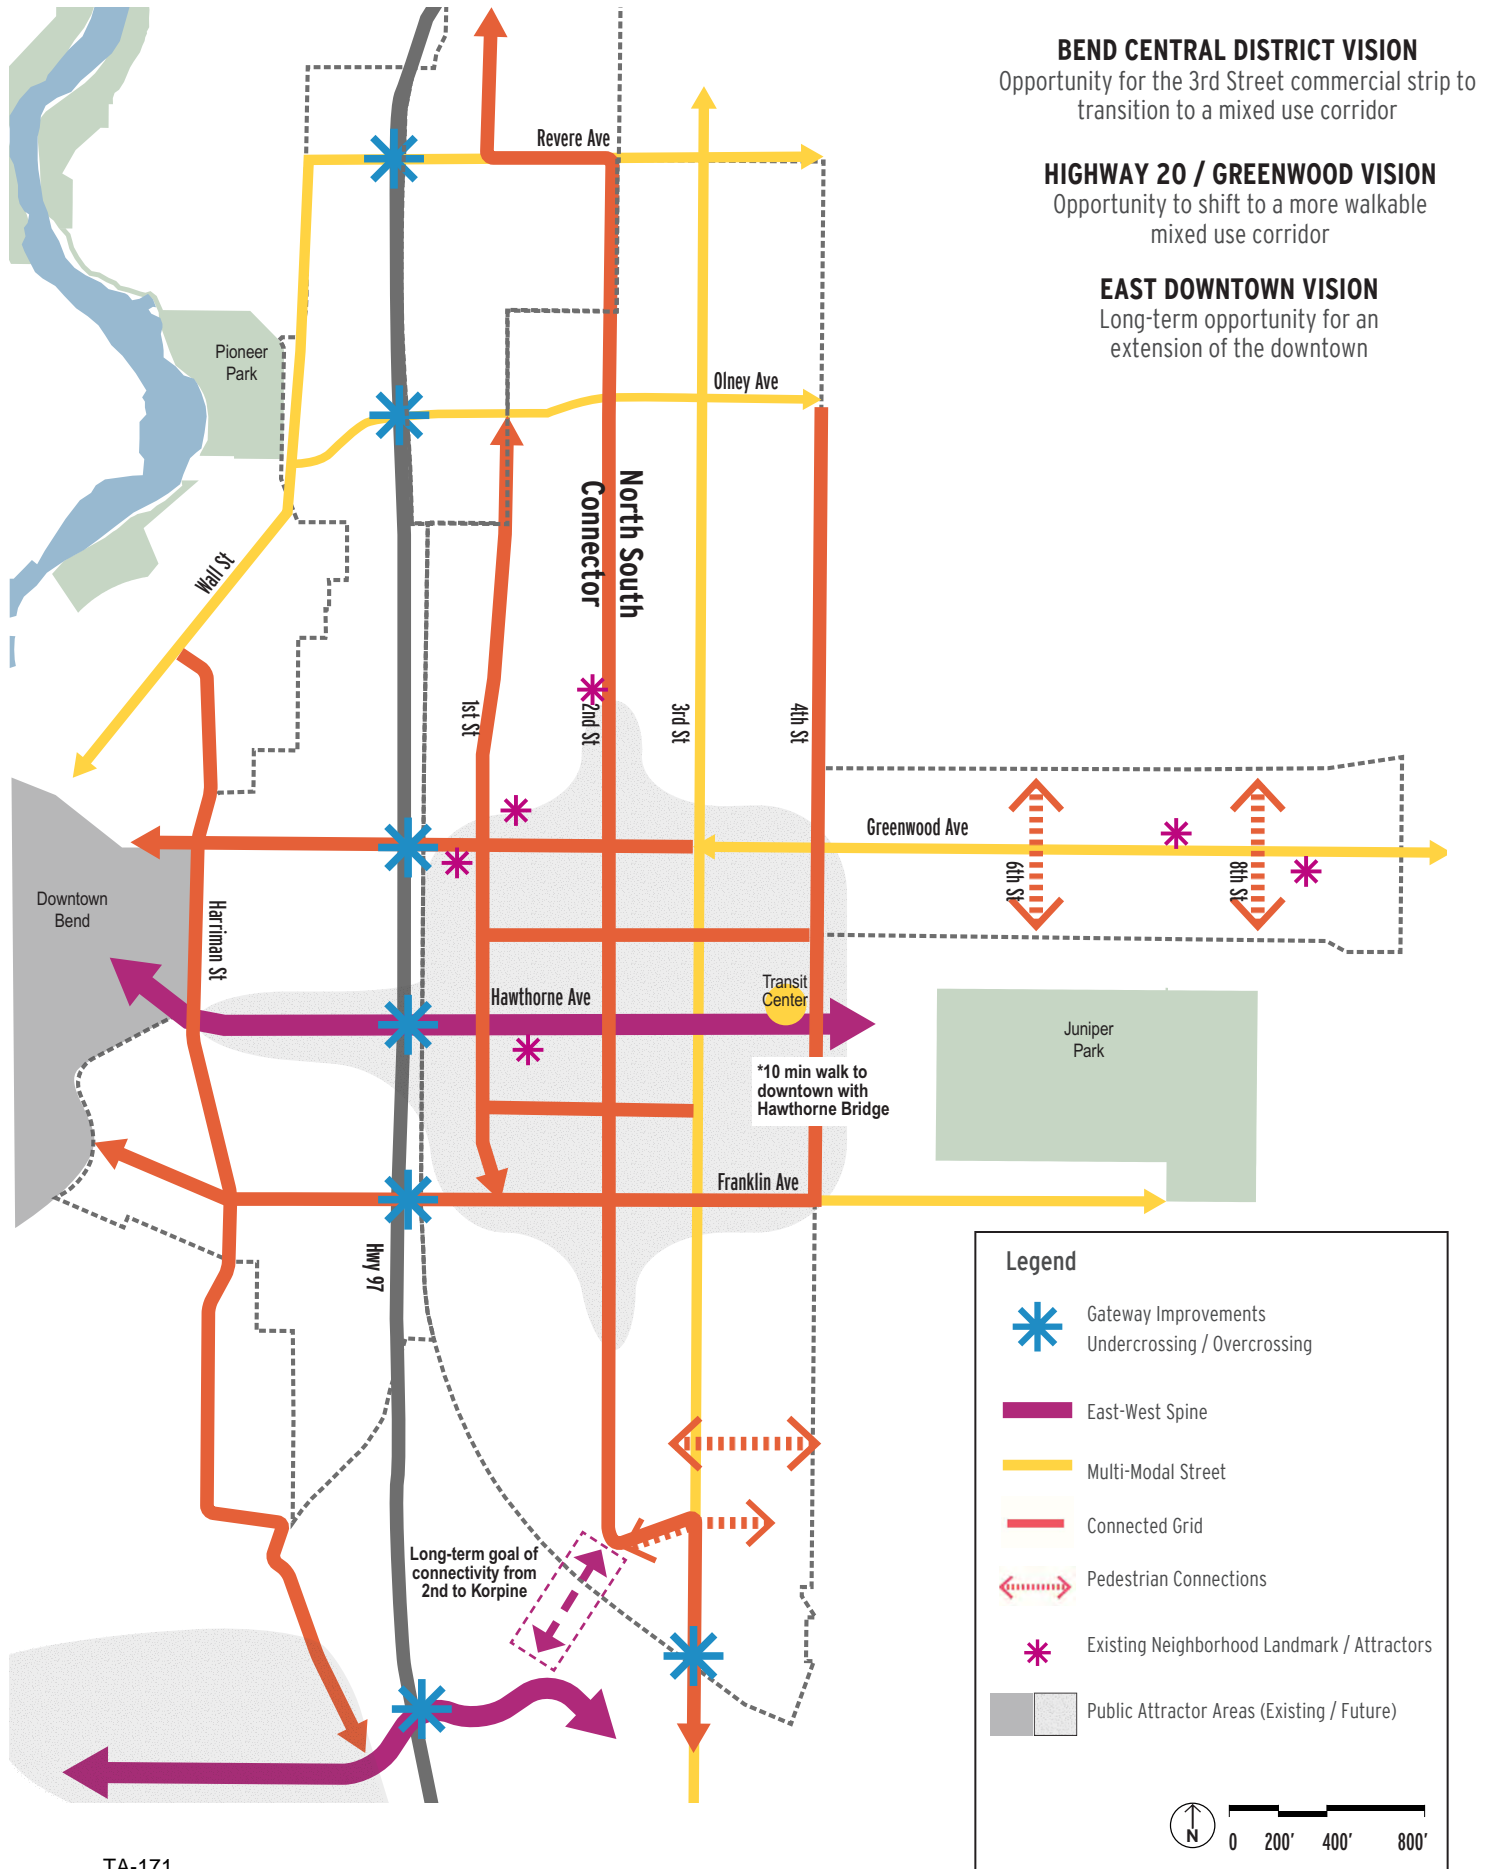 BEND CENTRAL DISTRICT VISION
Opportunity for the 3rd Street commercial strip to
transition to a mixed use corridor
HIGHWAY 20 / GREENWOOD VISION
Opportunity to shift to a more walkable
mixed use corridor
EAST DOWNTOWN VISION
Long-term opportunity for an
extension of the downtown
Revere Ave
Pioneer
Park
Olney Ave
North South
Connector
Wall St
1st St
2nd St
3rd St
4th St
Greenwood Ave
6th St
8th St
Downtown
Bend
Harriman St
Hawthorne Ave
Transit
Center
Juniper
Park
*10 min walk to
downtown with
Hawthorne Bridge
Franklin Ave
Hwy 97
Long-term goal of
connectivity from
2nd to Korpine
Legend
Gateway Improvements
Undercrossing / Overcrossing
East-West Spine
Multi-Modal Street
Connected Grid
Pedestrian Connections
Existing Neighborhood Landmark / Attractors
Public Attractor Areas (Existing / Future)
N
0 200' 400' 800'
TA-171